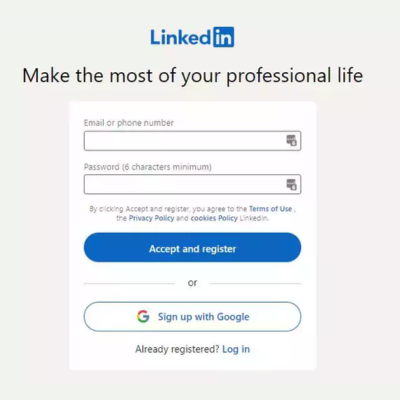 Linked in
Make the most of your professional life
Email or phone number
Password (6 characters minimum)
By clicking Accept and register, you agree to the Terms of Use ,
the Privacy Policy and cookies Policy Linkedin.
Accept and register
or
Sign up with Google
Already registered? Log in